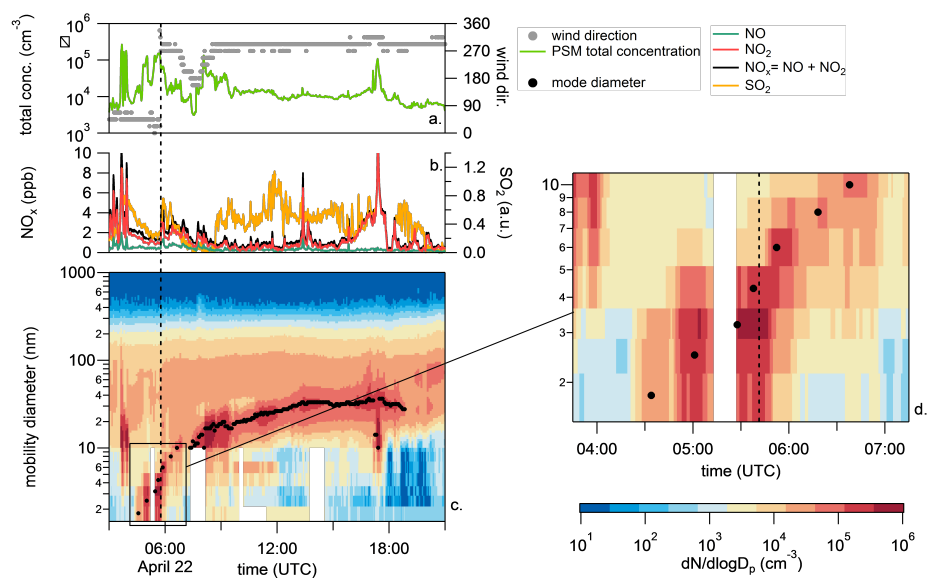 total conc. (cm⁻³)
10⁶
10⁵
10⁴
10³
360
270
180
90
0
wind dir.
a.
wind direction
PSM total concentration
mode diameter
NO
NO₂
NOₓ= NO + NO₂
SO₂
NOₓ (ppb)
10
8
6
4
2
0
b.
1.2
0.8
0.4
0.0
SO₂ (a.u.)
mobility diameter (nm)
1000
6
4
2
100
6
4
2
10
8
6
4
2
c.
06:00
12:00
18:00
April 22
time (UTC)
10
9
8
7
6
5
4
3
2
d.
04:00
05:00
06:00
07:00
time (UTC)
10¹
10²
10³
10⁴
10⁵
10⁶
dN/dlogDₚ (cm⁻³)